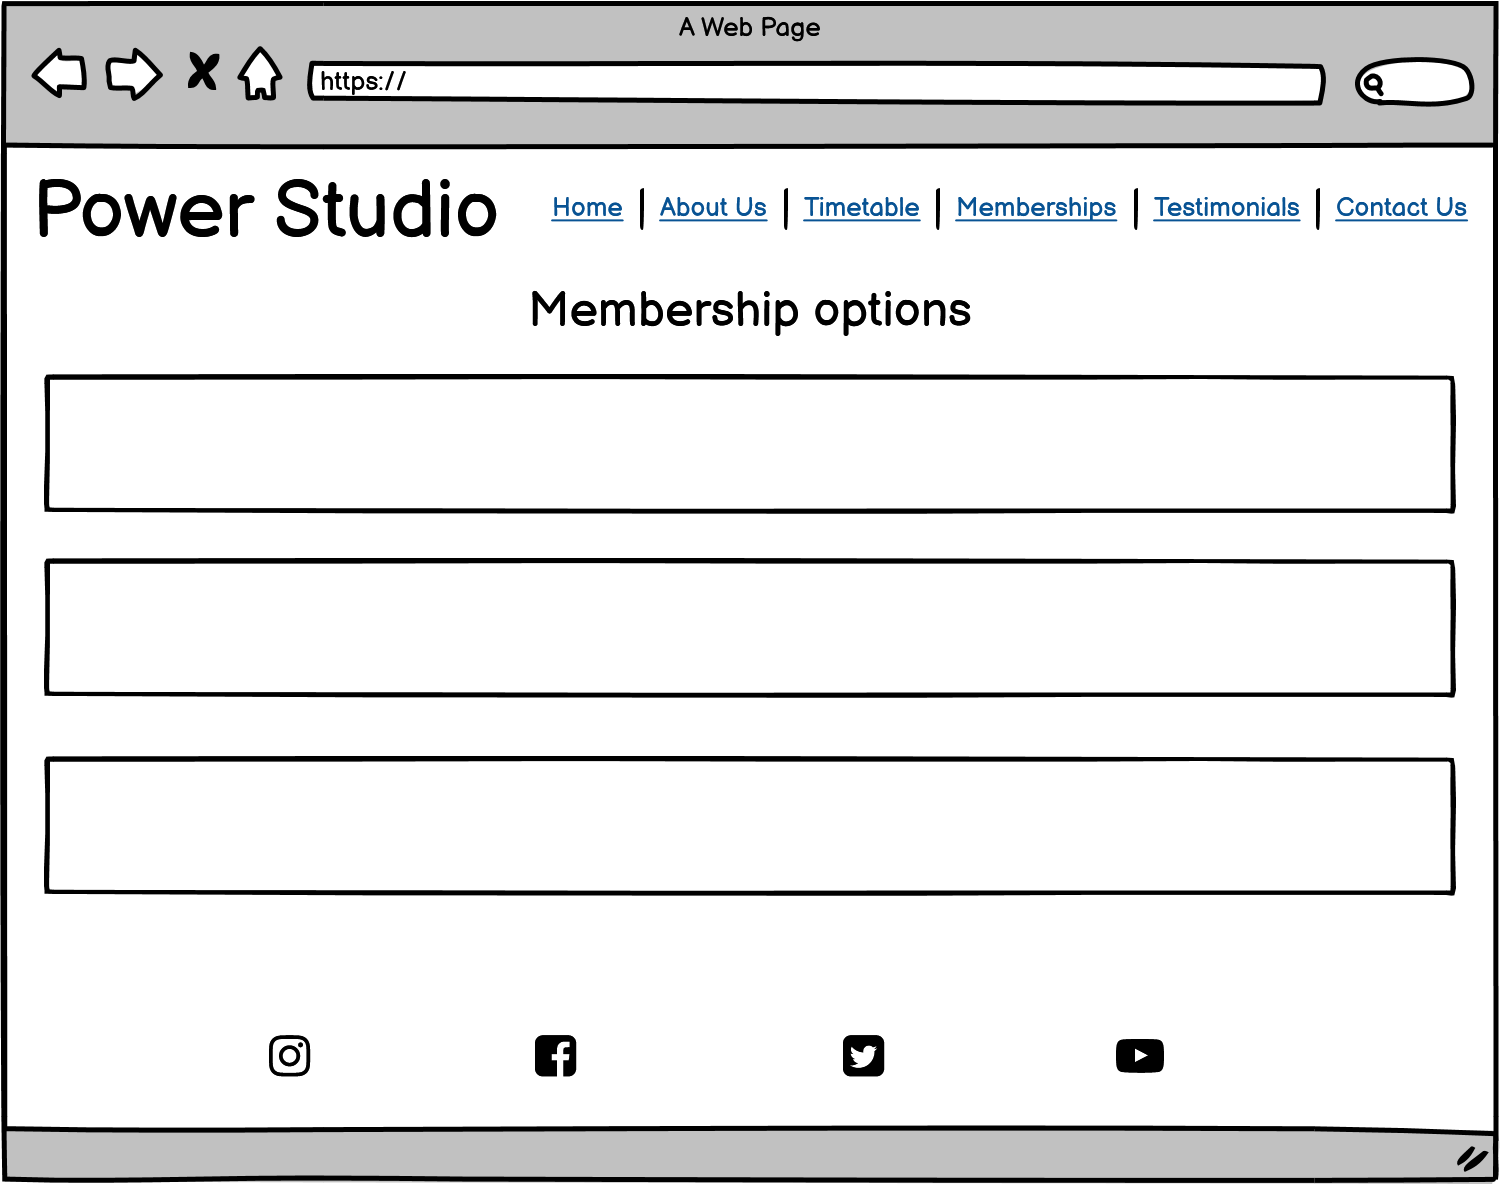 A Web Page
https://
Power Studio
Home | About Us | Timetable | Memberships | Testimonials | Contact Us
Membership options